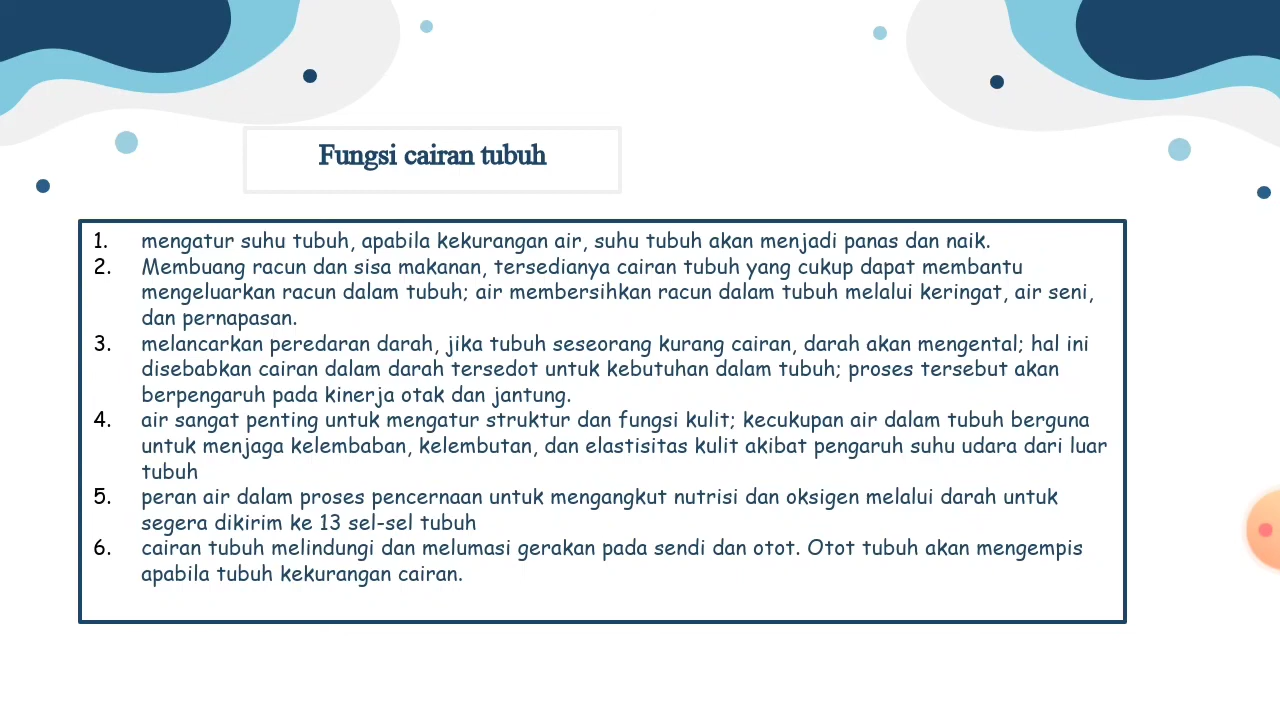 Fungsi cairan tubuh
1. mengatur suhu tubuh, apabila kekurangan air, suhu tubuh akan menjadi panas dan naik.
2. Membuang racun dan sisa makanan, tersedianya cairan tubuh yang cukup dapat membantu
mengeluarkan racun dalam tubuh; air membersihkan racun dalam tubuh melalui keringat, air seni,
dan pernapasan.
3. melancarkan peredaran darah, jika tubuh seseorang kurang cairan, darah akan mengental; hal ini
disebabkan cairan dalam darah tersedot untuk kebutuhan dalam tubuh; proses tersebut akan
berpengaruh pada kinerja otak dan jantung.
4. air sangat penting untuk mengatur struktur dan fungsi kulit; kecukupan air dalam tubuh berguna
untuk menjaga kelembaban, kelembutan, dan elastisitas kulit akibat pengaruh suhu udara dari luar
tubuh
5. peran air dalam proses pencernaan untuk mengangkut nutrisi dan oksigen melalui darah untuk
segera dikirim ke 13 sel-sel tubuh
6. cairan tubuh melindungi dan melumasi gerakan pada sendi dan otot. Otot tubuh akan mengempis
apabila tubuh kekurangan cairan.